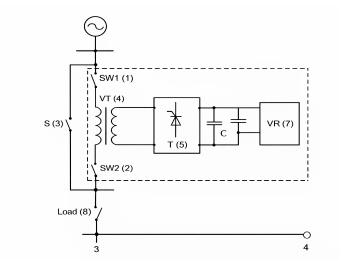 SW1 (1)
VT (4)
S (3)
T (5)
C
VR (7)
SW2 (2)
Load (8)
3
4